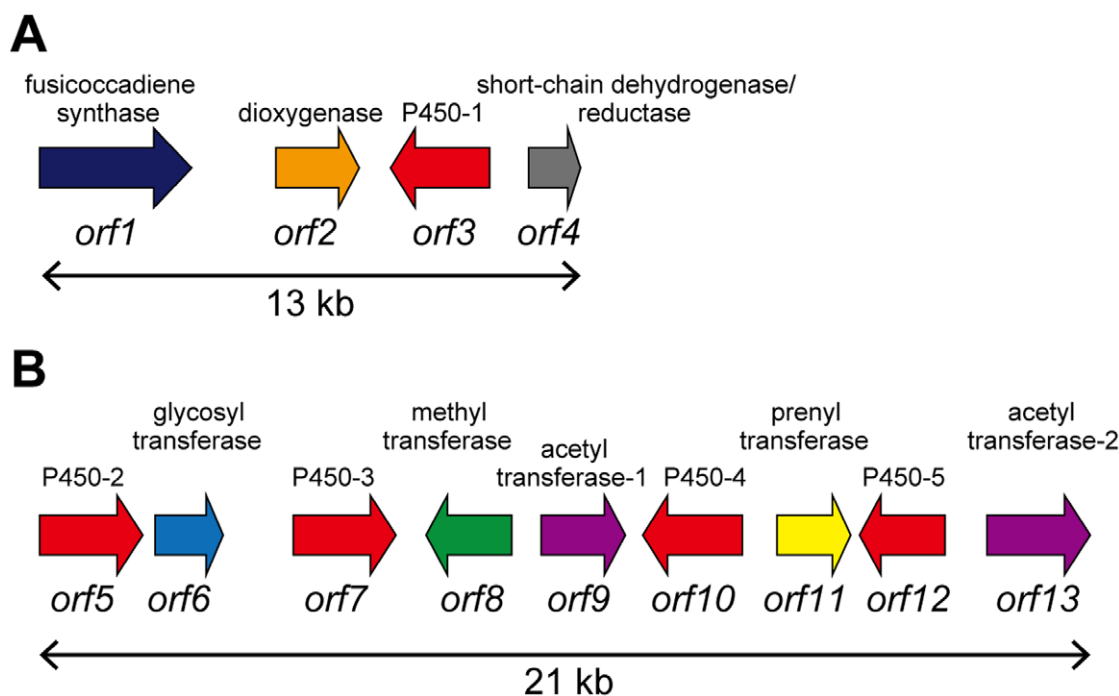 A
fusicoccadiene
synthase
dioxygenase
P450-1
short-chain dehydrogenase/
reductase
orf1
orf2
orf3
orf4
13 kb
B
P450-2
glycosyl
transferase
P450-3
methyl
transferase
acetyl
transferase-1
P450-4
prenyl
transferase
P450-5
acetyl
transferase-2
orf5
orf6
orf7
orf8
orf9
orf10
orf11
orf12
orf13
21 kb